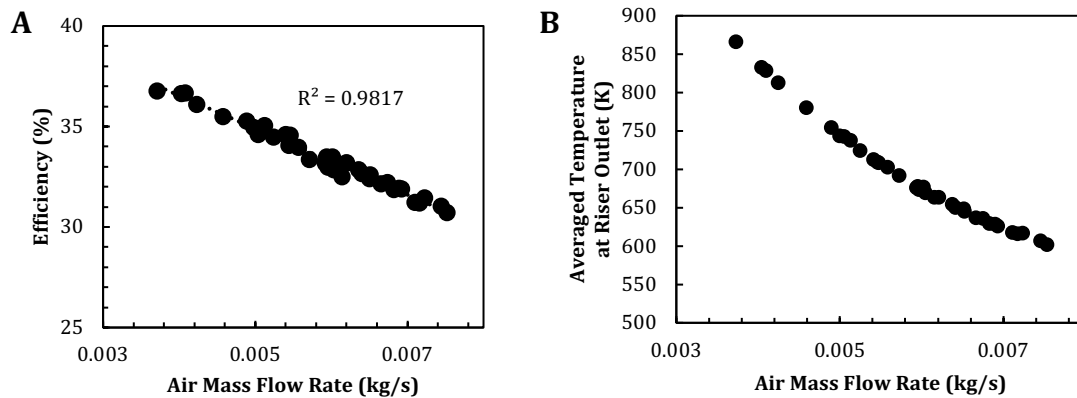 A
40
35
30
25
Efficiency (%)
R² = 0.9817
0.003
0.005
0.007
Air Mass Flow Rate (kg/s)
B
900
850
800
750
700
650
600
550
500
Averaged Temperature
at Riser Outlet (K)
0.003
0.005
0.007
Air Mass Flow Rate (kg/s)